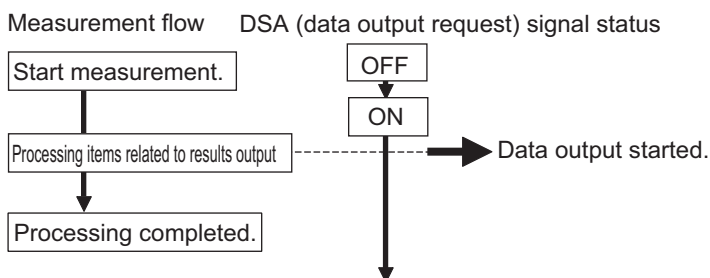 Measurement flow
DSA (data output request) signal status
Start measurement.
OFF
ON
Processing items related to results output
Data output started.
Processing completed.